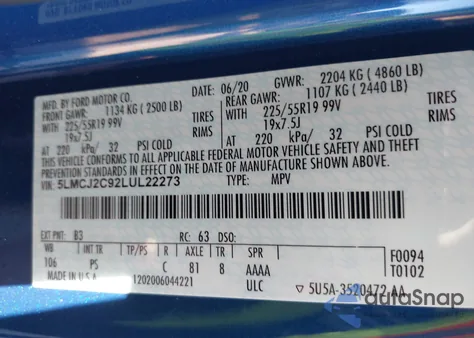 MFD. BY FORD MOTOR CO.
DATE: 06/20 GVWR: 2204 KG ( 4860 LB)
FRONT GAWR: 1134 KG ( 2500 LB) REAR GAWR: 1107 KG ( 2440 LB)
WITH 225/55R19 99V TIRES WITH 225/55R19 99V TIRES
19x7.5J RIMS 19x7.5J RIMS
AT 220 kPa/ 32 PSI COLD AT 220 kPa/ 32 PSI COLD
THIS VEHICLE CONFORMS TO ALL APPLICABLE FEDERAL MOTOR VEHICLE SAFETY AND THEFT
PREVENTION STANDARDS IN EFFECT ON THE DATE OF MANUFACTURE SHOWN ABOVE.
VIN: 5LMCJ2C92LUL22273 TYPE: MPV
EXT PNT: B3 RC: 63 DSO:
WB INT TR TP/PS R AXLE TR SPR
106 PS C 81 8 AAAA
F0094
T0102
MADE IN U.S.A. 1202006044221 ULC 5U5A-3520472-AA
autoSnap